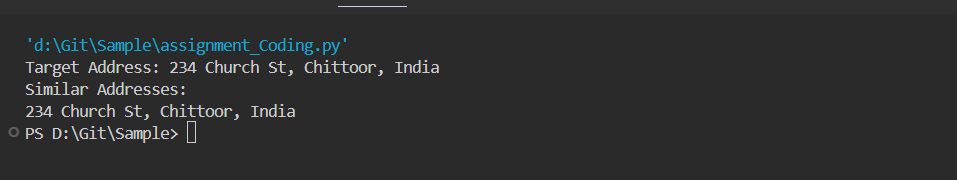 'd:\Git\Sample\assignment_Coding.py'
Target Address: 234 Church St, Chittoor, India
Similar Addresses:
234 Church St, Chittoor, India
PS D:\Git\Sample>